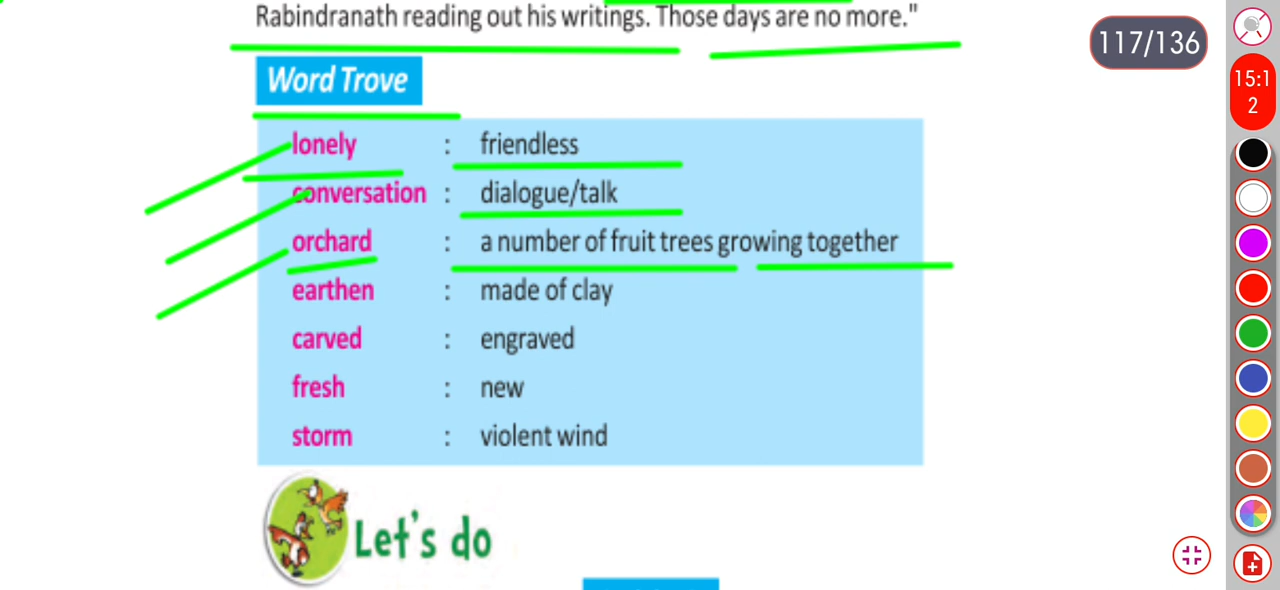 Rabindranath reading out his writings. Those days are no more."
117/136
Word Trove
15:1
2
lonely : friendless
conversation : dialogue/talk
orchard : a number of fruit trees growing together
earthen : made of clay
carved : engraved
fresh : new
storm : violent wind
Let's do